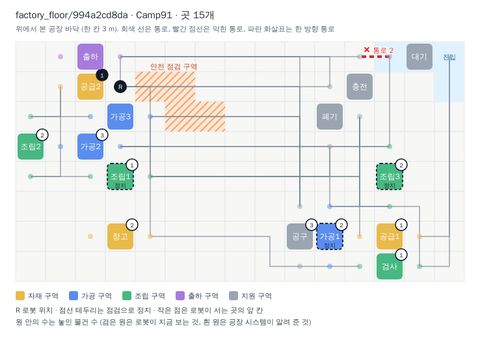 factory_floor/994a2cd8da · Camp91 · 곳 15개
위에서 본 공장 바닥 (한 칸 3 m). 회색 선은 통로, 빨간 점선은 막힌 통로, 파란 화살표는 한 방향 통로
출하
안전 점검 구역
✕ 통로 2
대기
진입
1
공급2
R
충전
가공3
폐기
2
조립2
3
가공2
1
조립1
정지
2
조립3
정지
2
창고
3
공구
2
가공1
정지
1
공급1
1
검사
자재 구역
가공 구역
조립 구역
출하 구역
지원 구역
R 로봇 위치 · 점선 테두리는 점검으로 정지 · 작은 점은 로봇이 서는 곳의 앞 칸
원 안의 수는 놓인 물건 수 (검은 원은 로봇이 지금 보는 것, 흰 원은 공장 시스템이 알려 준 것)